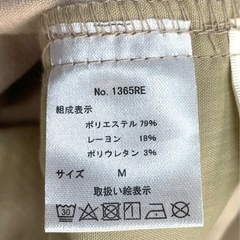 No. 1365RE
組成表示
ポリエステル 79%
レーヨン 18%
ポリウレタン 3%
サイズ M
取扱い絵表示